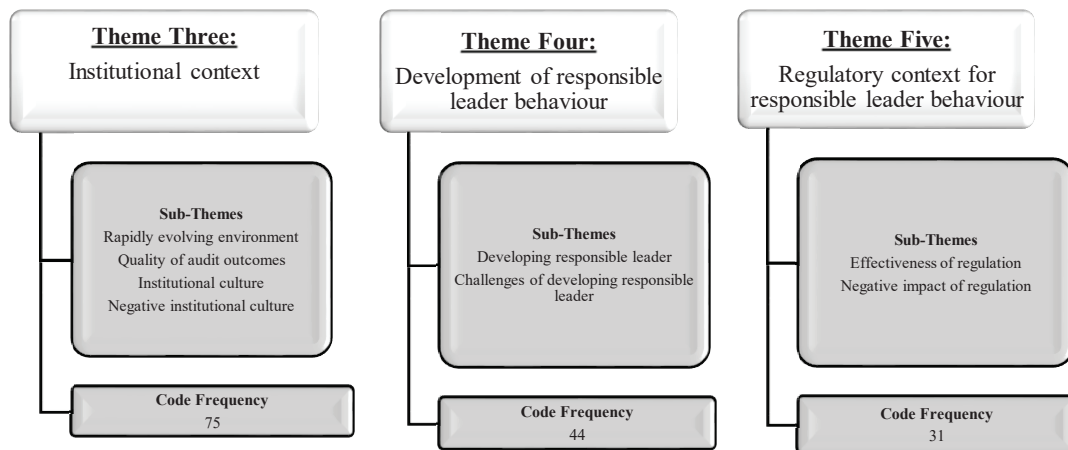 Theme Three:
Institutional context
Sub-Themes
Rapidly evolving environment
Quality of audit outcomes
Institutional culture
Negative institutional culture
Code Frequency
75
Theme Four:
Development of responsible
leader behaviour
Sub-Themes
Developing responsible leader
Challenges of developing responsible
leader
Code Frequency
44
Theme Five:
Regulatory context for
responsible leader behaviour
Sub-Themes
Effectiveness of regulation
Negative impact of regulation
Code Frequency
31